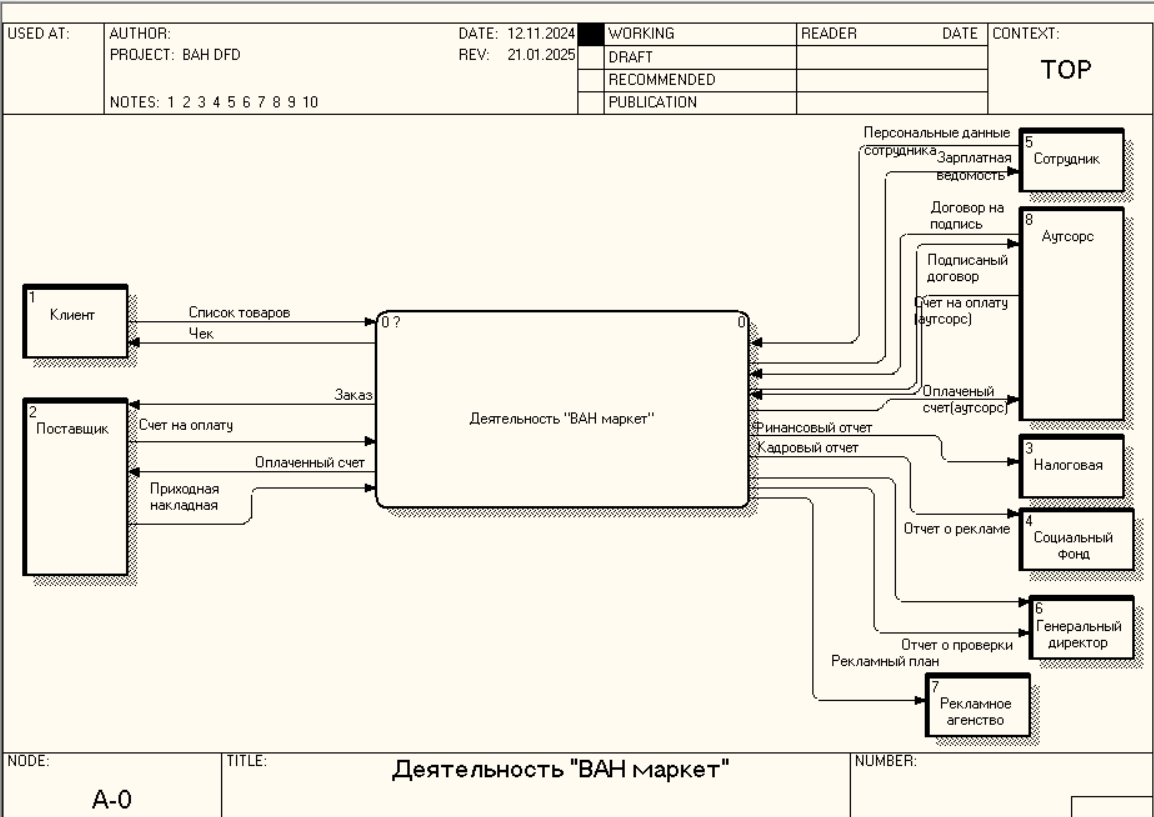 USED AT:
AUTHOR:
DATE: 12.11.2024
PROJECT: ВАН DFD
REV: 21.01.2025
NOTES: 1 2 3 4 5 6 7 8 9 10
WORKING
DRAFT
RECOMMENDED
PUBLICATION
READER
DATE
CONTEXT:
TOP
Персональные данные
сотрудника
Зарплатная
ведомость
5
Сотрудник
Договор на
подпись
8
Аутсорс
Подписаный
договор
Счет на оплату
(аутсорс)
Оплаченый
счет(аутсорс)
1
Клиент
Список товаров
Чек
0 ?
0
Деятельность "ВАН маркет"
2
Поставщик
Заказ
Счет на оплату
Оплаченный счет
Приходная
накладная
Финансовый отчет
Кадровый отчет
3
Налоговая
Отчет о рекламе
4
Социальный
фонд
6
Генеральный
директор
Отчет о проверки
Рекламный план
7
Рекламное
агенство
NODE:
A-0
TITLE:
Деятельность "ВАН маркет"
NUMBER: